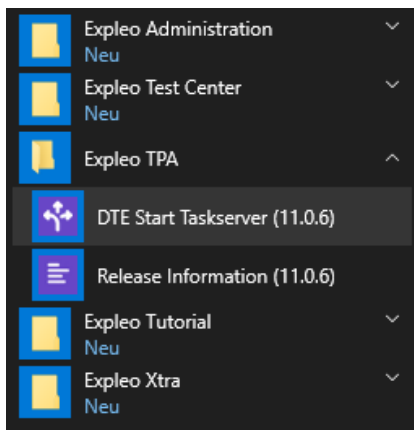 Expleo Administration
Neu
Expleo Test Center
Neu
Expleo TPA
DTE Start Taskserver (11.0.6)
Release Information (11.0.6)
Expleo Tutorial
Neu
Expleo Xtra
Neu